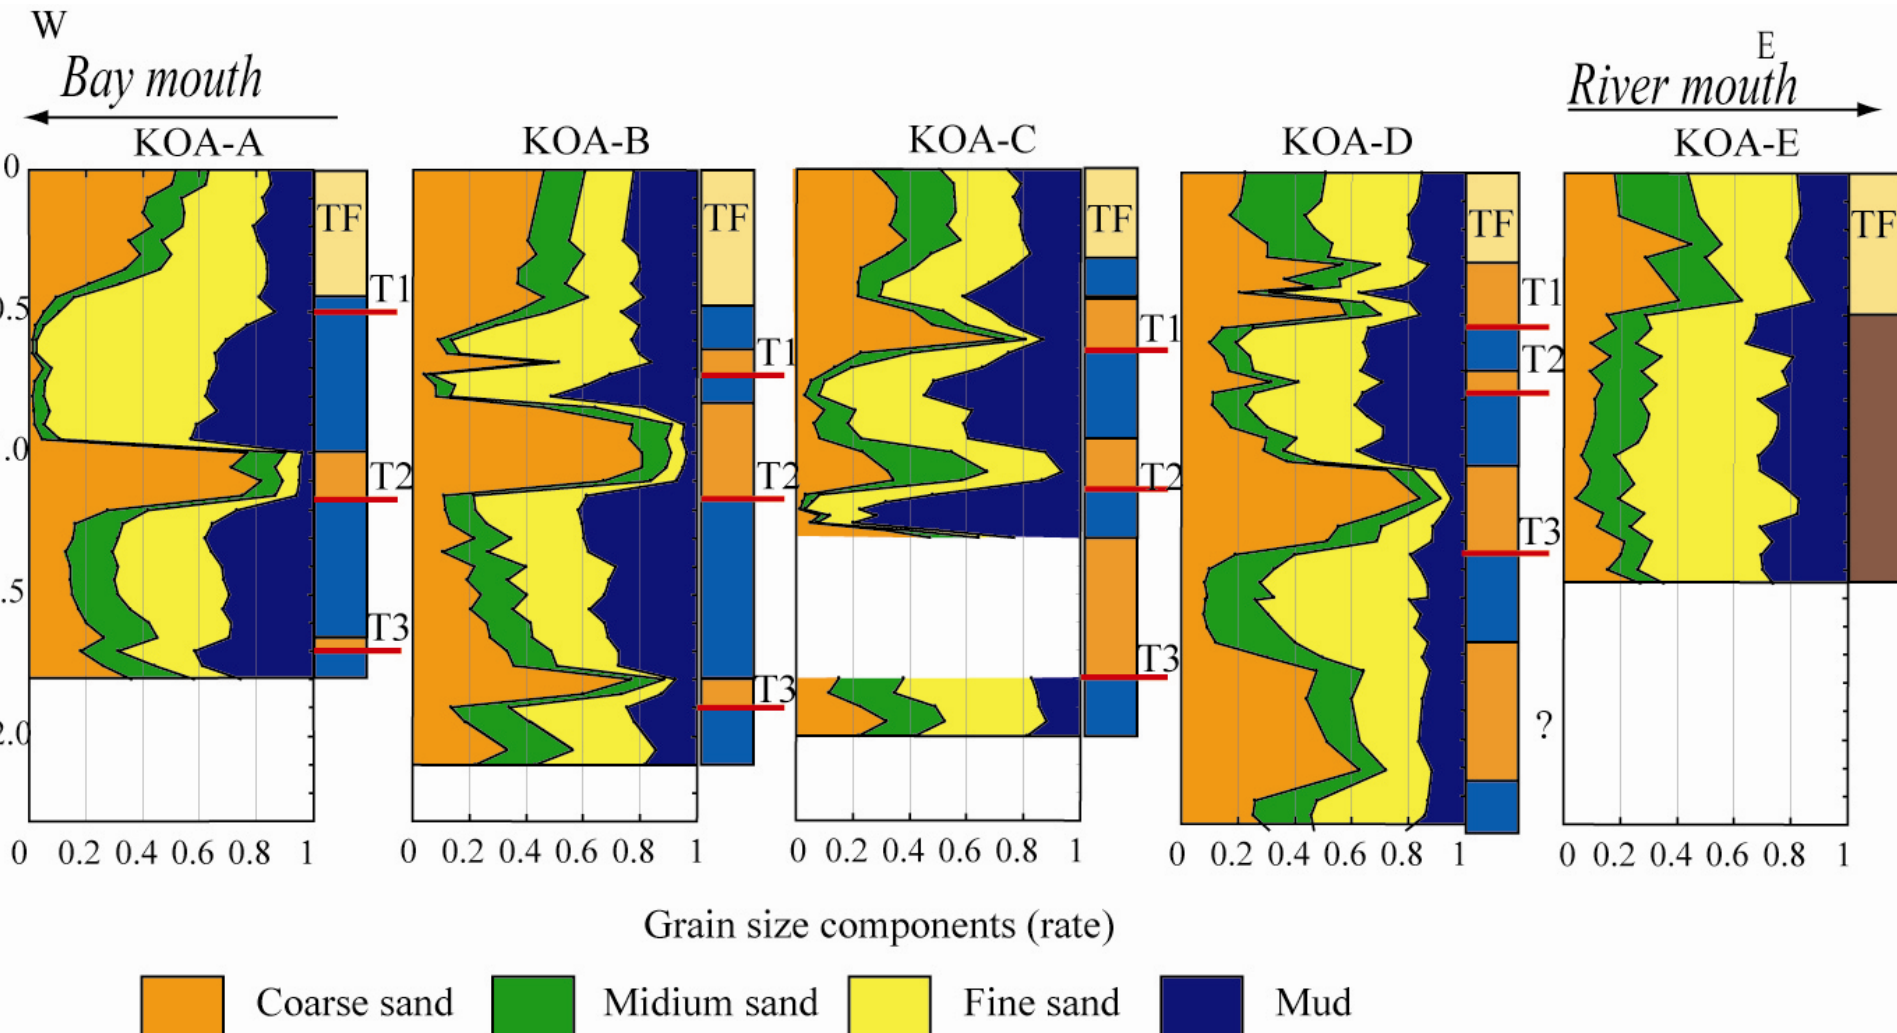 W
E
Bay mouth
River mouth
KOA-A
KOA-B
KOA-C
KOA-D
KOA-E
0
.5
.0
.5
2.0
TF
T1
T2
T3
TF
T1
T2
T3
TF
T1
T2
T3
TF
T1
T2
T3
?
TF
0 0.2 0.4 0.6 0.8 1
0 0.2 0.4 0.6 0.8 1
0 0.2 0.4 0.6 0.8 1
0 0.2 0.4 0.6 0.8 1
0 0.2 0.4 0.6 0.8 1
Grain size components (rate)
Coarse sand
Midium sand
Fine sand
Mud